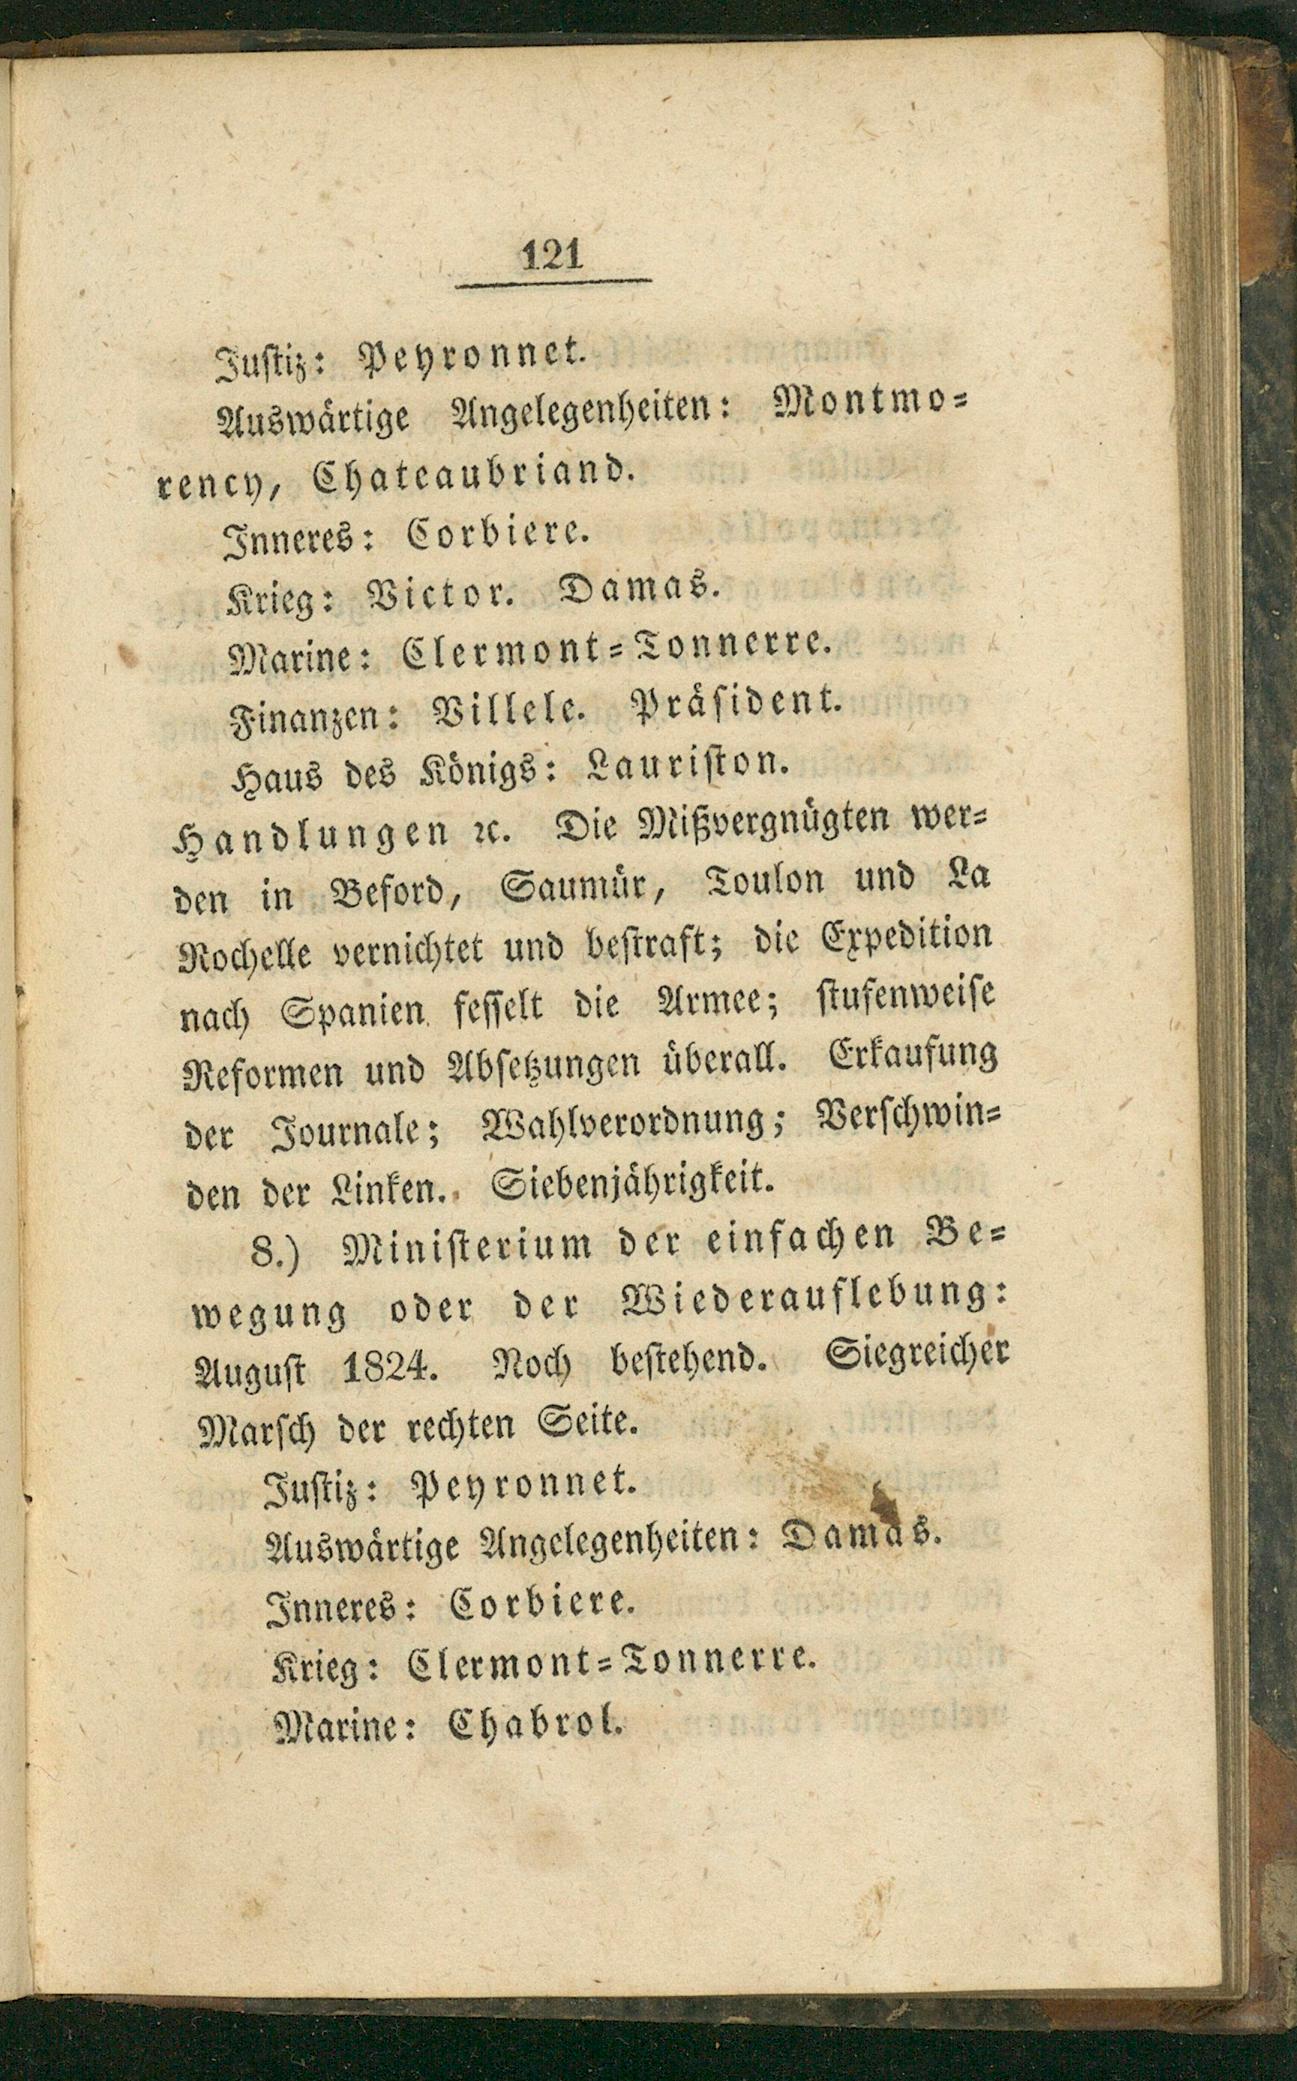 121
Juſtiz: Peyronnet.
Auswärtige Angelegenheiten: Montmo⸗
rency, Chateaubriand.
Inneres: Corbiere.
Krieg: Victor. Damas.
Marine: Clermont⸗Tonnerre.
Finanzen: Villele. Präſident.
Haus des Königs: Lauriſton.
Handlungen ꝛc. Die Mißvergnügten wer⸗
den in Beford, Saumür, Toulon und La
Rochelle vernichtet und beſtraft; die Expedition
nach Spanien feſſelt die Armee; ſtufenweiſe
Reformen und Abſetzungen überall. Erkaufung
der Journale; Wahlverordnung; Verſchwin⸗
den der Linken. Siebenjährigkeit.
8.) Miniſterium der einfachen Be⸗
wegung oder der Wiederauflebung:
Auguſt 1824. Noch beſtehend. Siegreicher
Marſch der rechten Seite.
Juſtiz: Peyronnet.
Auswärtige Angelegenheiten: Damas.
Inneres: Corbiere.
Krieg: Clermont⸗Tonnerre.
Marine: Chabrol.